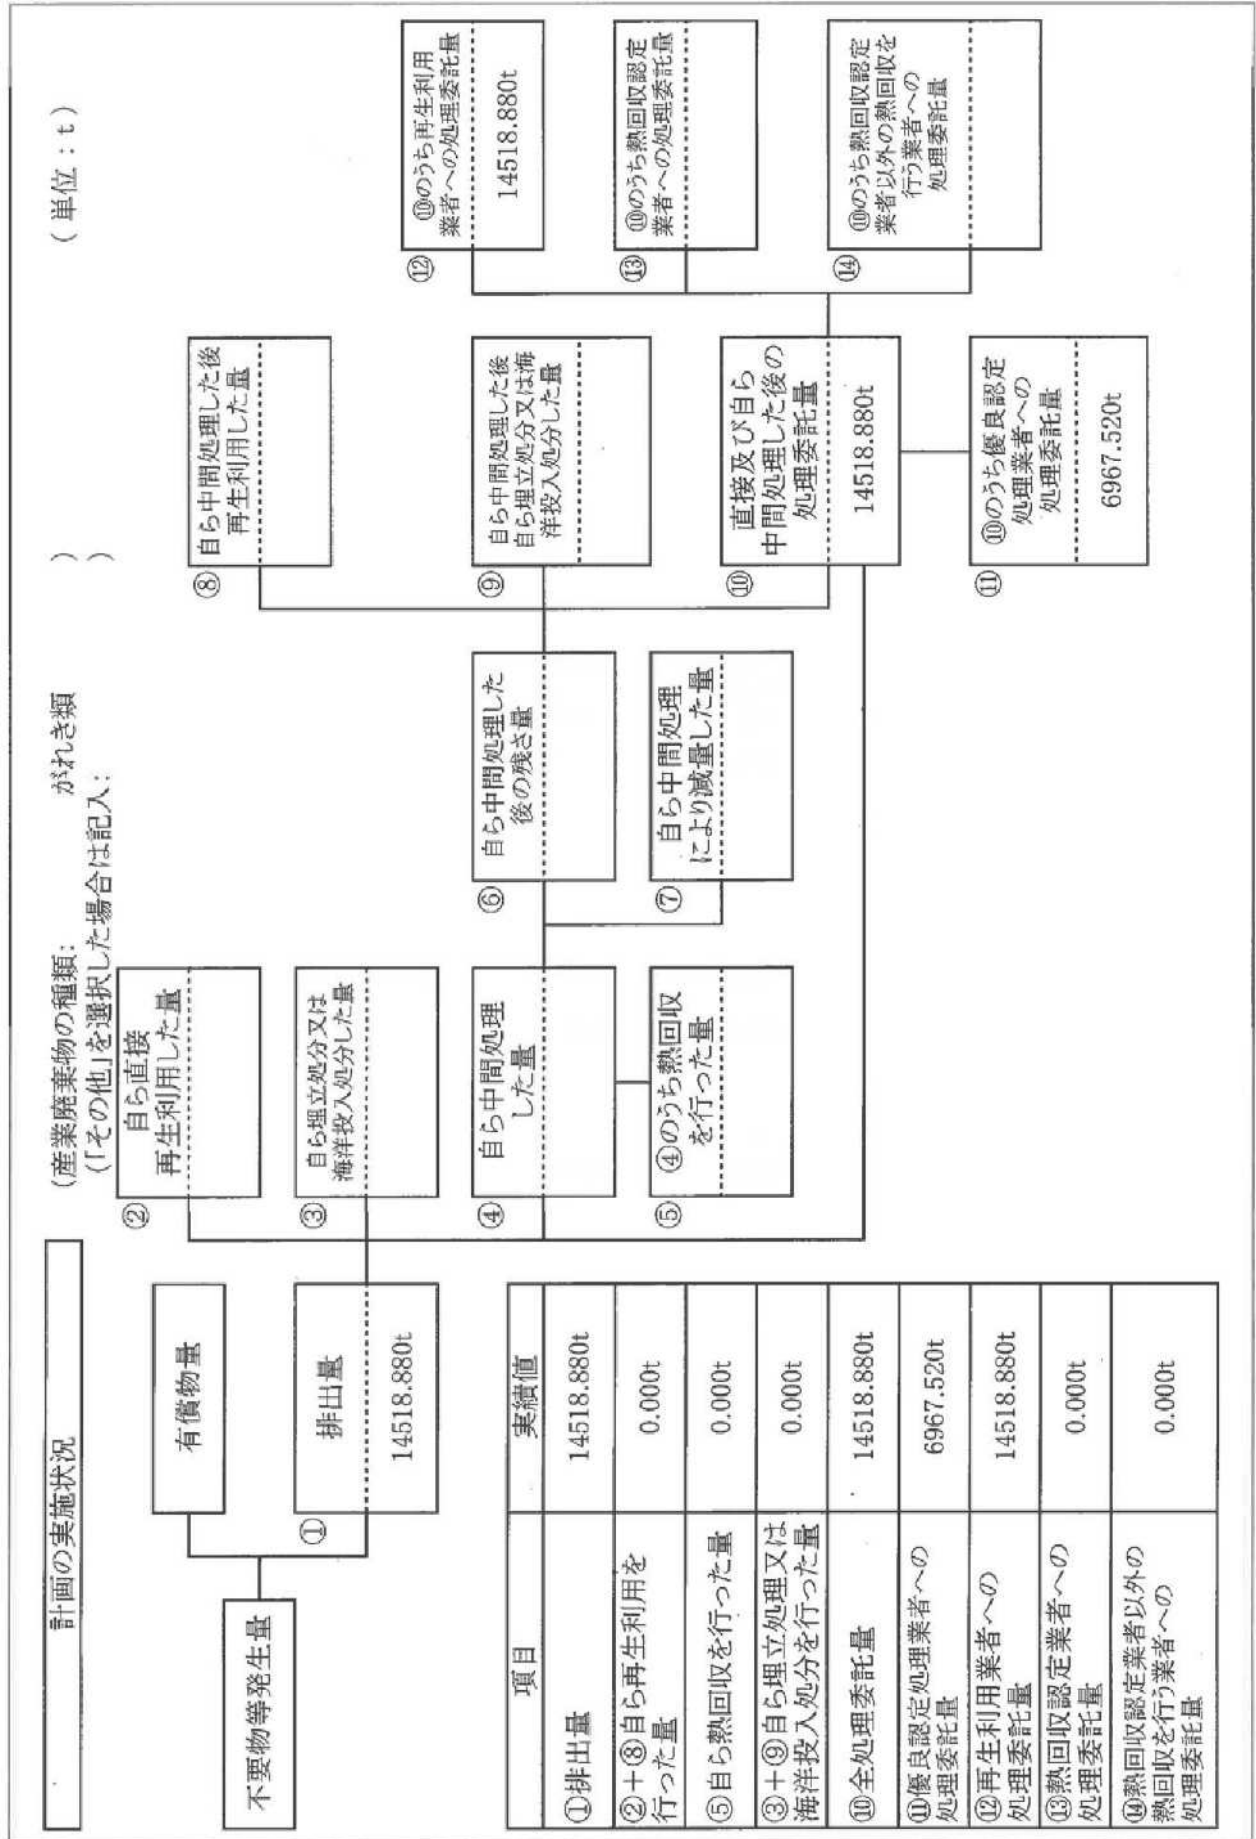 計画の実施状況
(産業廃棄物の種類: がれき類 )
(「その他」を選択した場合は記入: )
(単位:t)
不要物等発生量
有償物量
①
排出量
14518.880t
②
自ら直接
再生利用した量
③
自ら埋立処分又は
海洋投入処分した量
④
自ら中間処理
した量
⑤
④のうち熱回収
を行った量
⑥
自ら中間処理した
後の残さ量
⑦
自ら中間処理
により減量した量
⑧
自ら中間処理した後
再生利用した量
⑨
自ら中間処理した後
自ら埋立処分又は海
洋投入処分した量
⑩
直接及び自ら
中間処理した後の
処理委託量
14518.880t
⑪
⑩のうち優良認定
処理業者への
処理委託量
6967.520t
⑫
⑩のうち再生利用
業者への処理委託量
14518.880t
⑬
⑩のうち熱回収認定
業者への処理委託量
⑭
⑩のうち熱回収認定
業者以外の熱回収を
行う業者への
処理委託量
項目 実績値
①排出量 14518.880t
②+⑧自ら再生利用を
行った量 0.000t
⑤自ら熱回収を行った量 0.000t
③+⑨自ら埋立処理又は
海洋投入処分を行った量 0.000t
⑩全処理委託量 14518.880t
⑪優良認定処理業者への
処理委託量 6967.520t
⑫再生利用業者への
処理委託量 14518.880t
⑬熱回収認定業者への
処理委託量 0.000t
⑭熱回収認定業者以外の
熱回収を行う業者への
処理委託量 0.000t